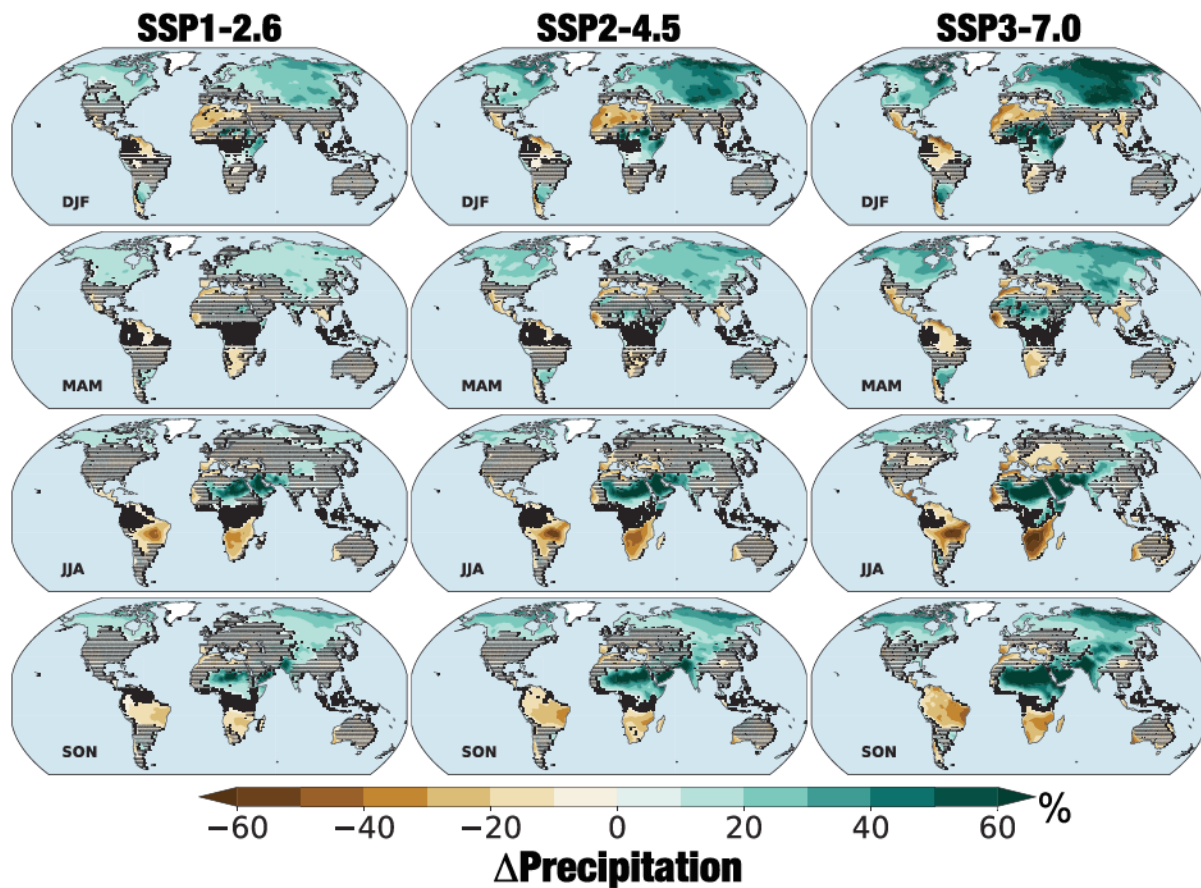 SSP1-2.6 SSP2-4.5 SSP3-7.0
DJF DJF DJF
MAM MAM MAM
JJA JJA JJA
SON SON SON
−60 −40 −20 0 20 40 60 %
ΔPrecipitation